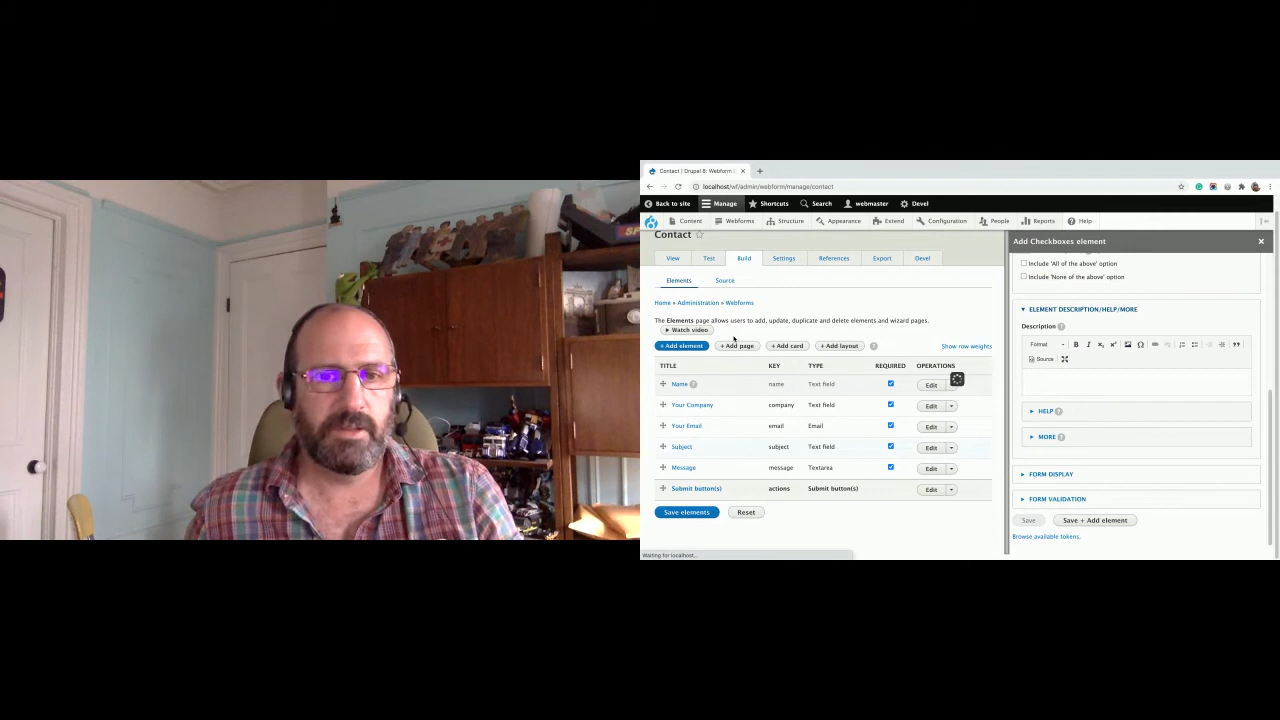 Contact | Drupal 8: Webform
localhost/wf/admin/webform/manage/contact
Back to site Manage Shortcuts Search webmaster Devel
Content Webforms Structure Appearance Extend Configuration People Reports Help
Contact
View Test Build Settings References Export Devel
Elements Source
Home » Administration » Webforms
The Elements page allows users to add, update, duplicate and delete elements and wizard pages.
Watch video
+ Add element + Add page + Add card + Add layout ? Show row weights
TITLE KEY TYPE REQUIRED OPERATIONS
Name ? name Text field Edit
Your Company company Text field Edit
Your Email email Email Edit
Subject subject Text field Edit
Message message Textarea Edit
Submit button(s) actions Submit button(s) Edit
Save elements Reset
Waiting for localhost...
Add Checkboxes element
Include 'All of the above' option
Include 'None of the above' option
ELEMENT DESCRIPTION/HELP/MORE
Description ?
Format B I x₂ x² Ω
Source
HELP ?
MORE ?
FORM DISPLAY
FORM VALIDATION
Save Save + Add element
Browse available tokens.